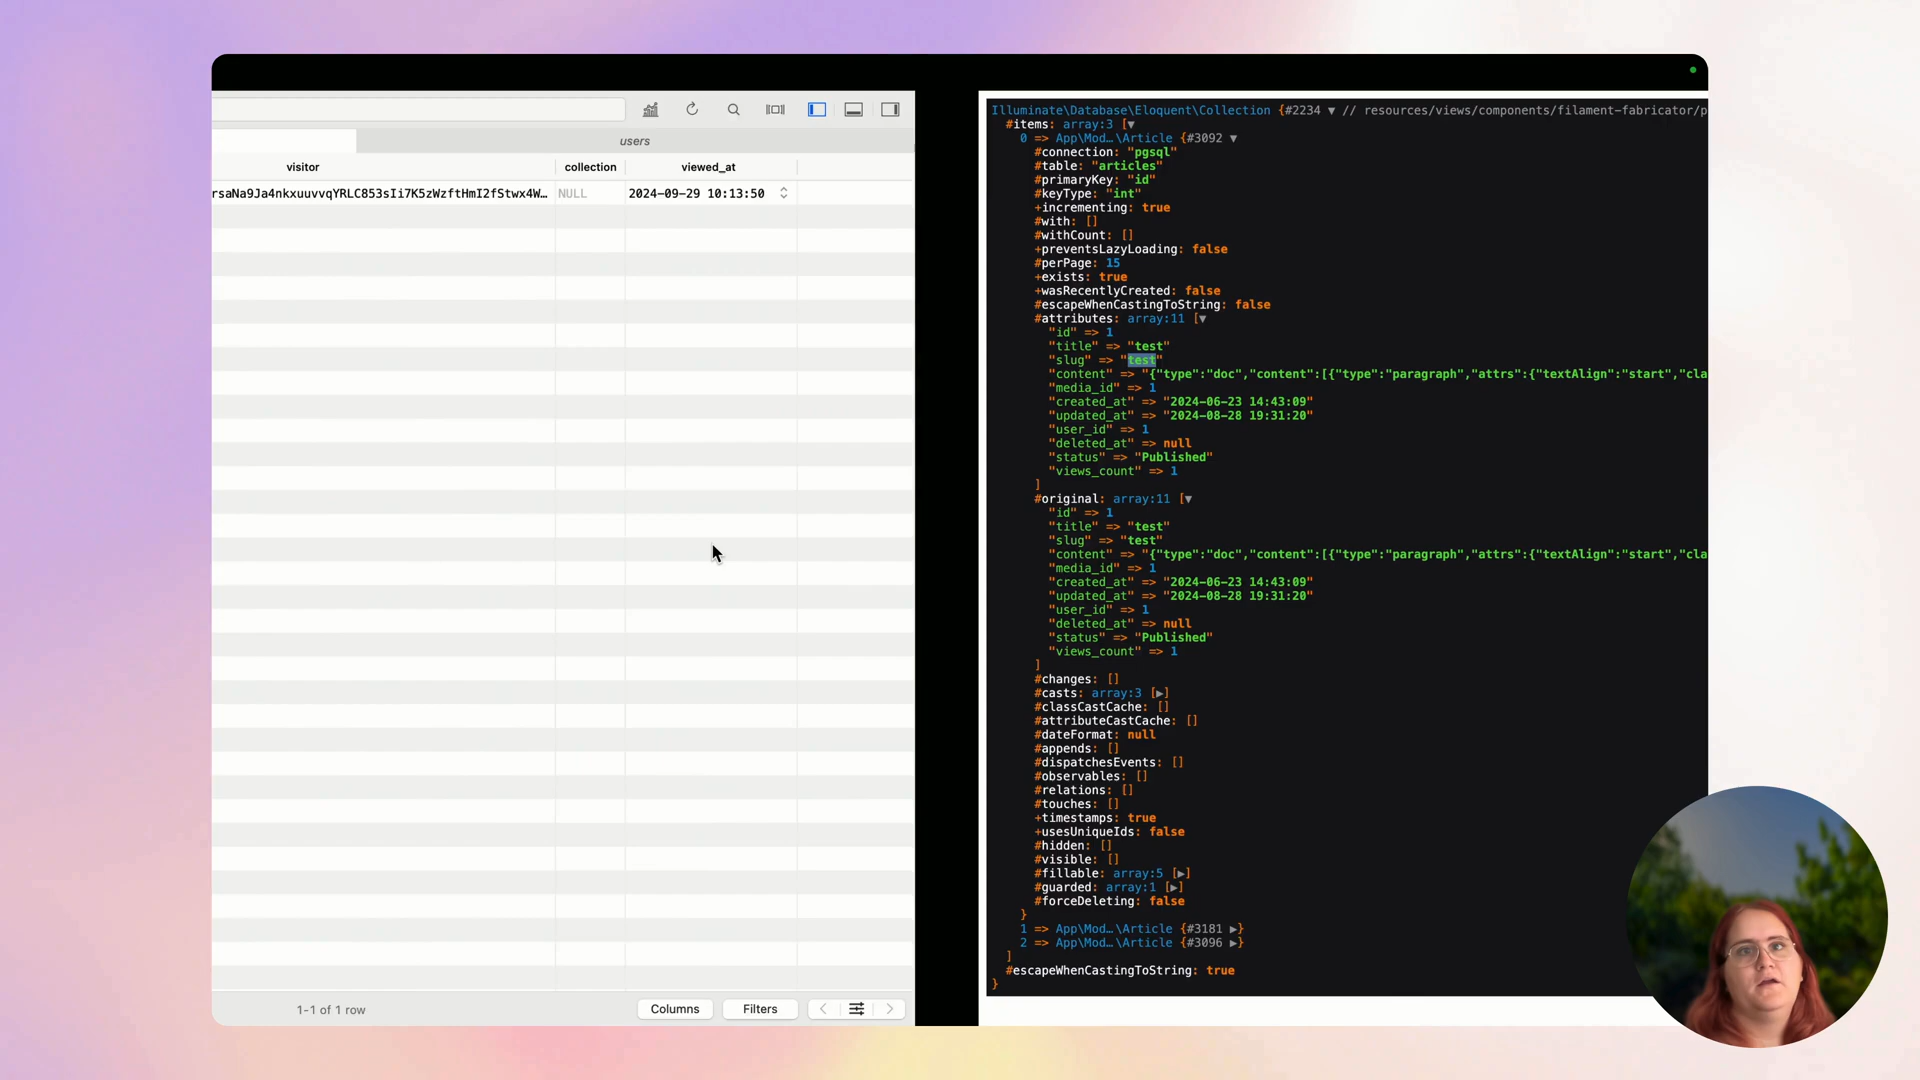 users
visitor collection viewed_at
rsaNa9Ja4nkxuuvvqYRLC853sIi7K5zWzftHmI2fStwx4W… NULL 2024-09-29 10:13:50
1-1 of 1 row Columns Filters
Illuminate\Database\Eloquent\Collection {#2234 ▼ // resources/views/components/filament-fabricator/p
#items: array:3 [▼
0 => App\Mod…\Article {#3092 ▼
#connection: "pgsql"
#table: "articles"
#primaryKey: "id"
#keyType: "int"
+incrementing: true
#with: []
#withCount: []
+preventsLazyLoading: false
#perPage: 15
+exists: true
+wasRecentlyCreated: false
#escapeWhenCastingToString: false
#attributes: array:11 [▼
"id" => 1
"title" => "test"
"slug" => "test"
"content" => "{"type":"doc","content":[{"type":"paragraph","attrs":{"textAlign":"start","cla
"media_id" => 1
"created_at" => "2024-06-23 14:43:09"
"updated_at" => "2024-08-28 19:31:20"
"user_id" => 1
"deleted_at" => null
"status" => "Published"
"views_count" => 1
]
#original: array:11 [▼
"id" => 1
"title" => "test"
"slug" => "test"
"content" => "{"type":"doc","content":[{"type":"paragraph","attrs":{"textAlign":"start","cla
"media_id" => 1
"created_at" => "2024-06-23 14:43:09"
"updated_at" => "2024-08-28 19:31:20"
"user_id" => 1
"deleted_at" => null
"status" => "Published"
"views_count" => 1
]
#changes: []
#casts: array:3 [▶]
#classCastCache: []
#attributeCastCache: []
#dateFormat: null
#appends: []
#dispatchesEvents: []
#observables: []
#relations: []
#touches: []
+timestamps: true
+usesUniqueIds: false
#hidden: []
#visible: []
#fillable: array:5 [▶]
#guarded: array:1 [▶]
#forceDeleting: false
}
1 => App\Mod…\Article {#3181 ▶}
2 => App\Mod…\Article {#3096 ▶}
]
#escapeWhenCastingToString: true
}